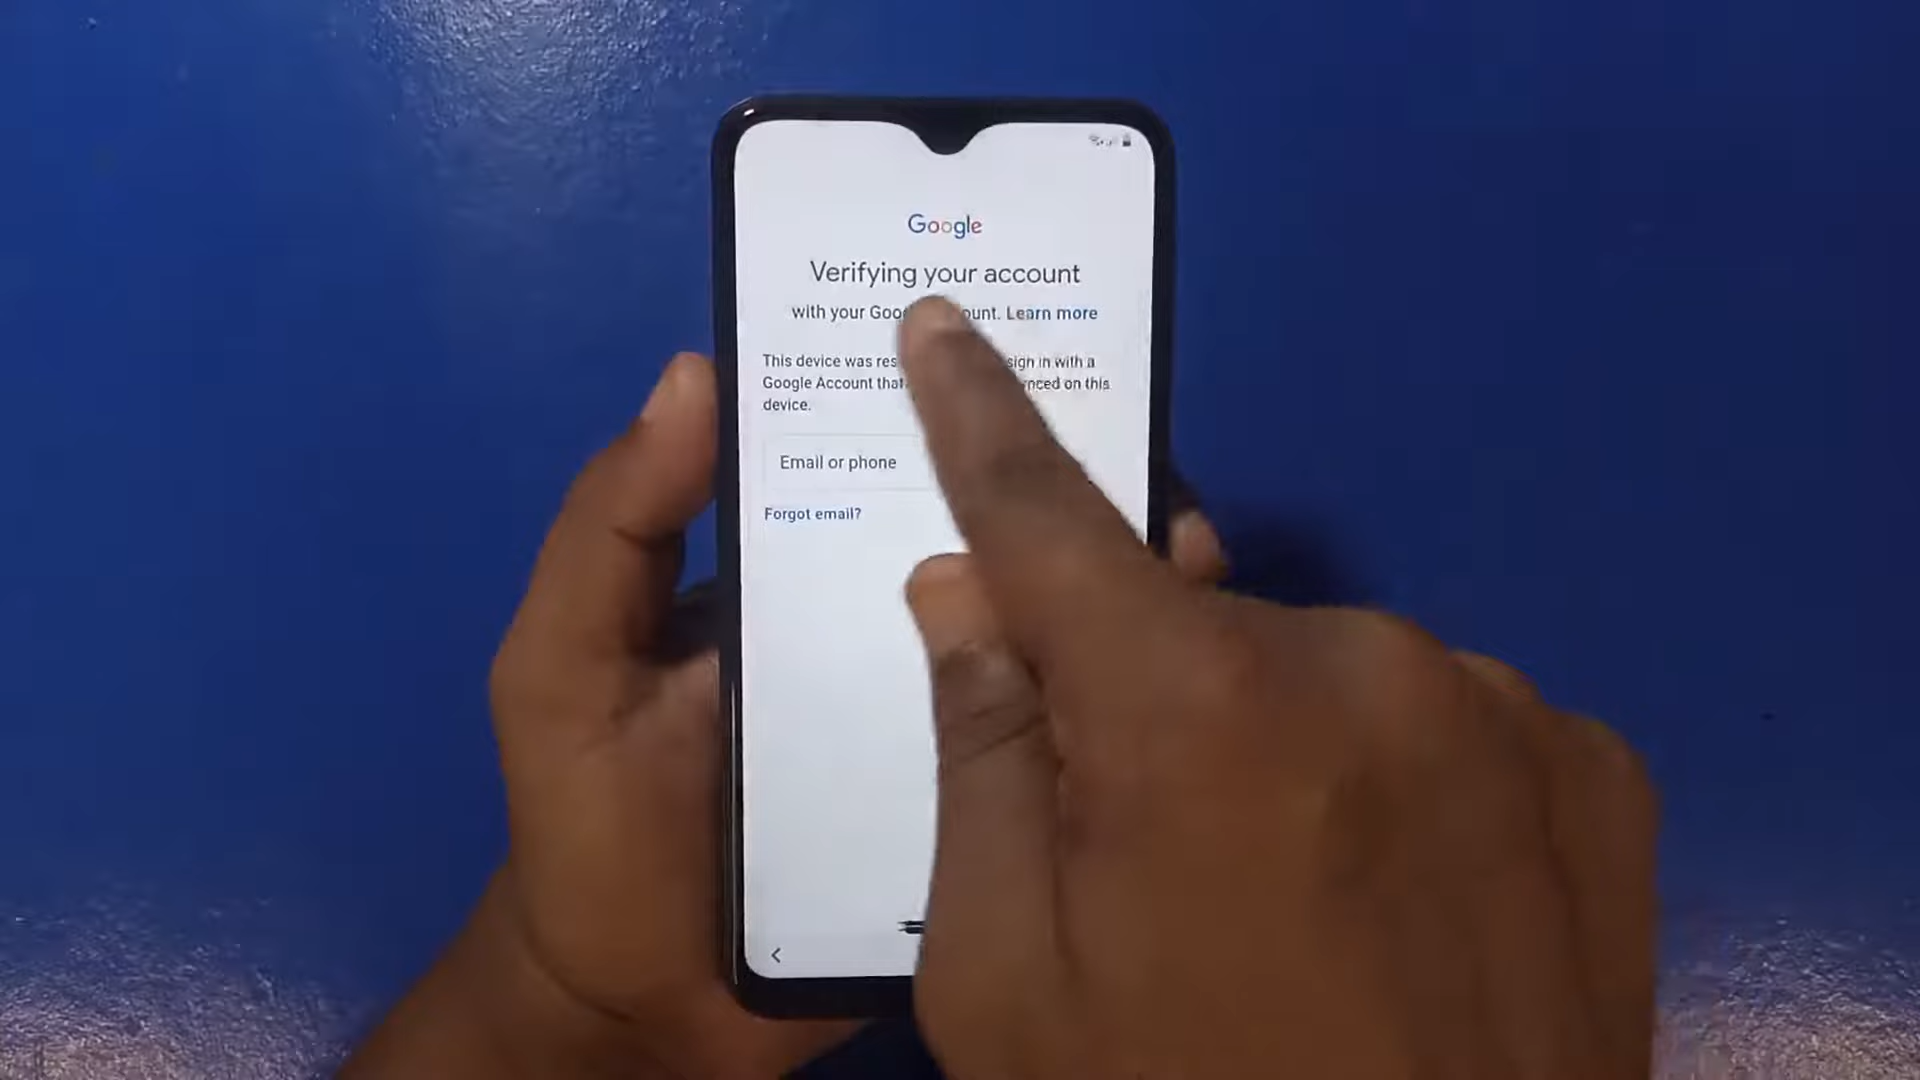 Google
Verifying your account
with your Goo ount. Learn more
This device was res sign in with a
Google Account that nced on this
device.
Email or phone
Forgot email?